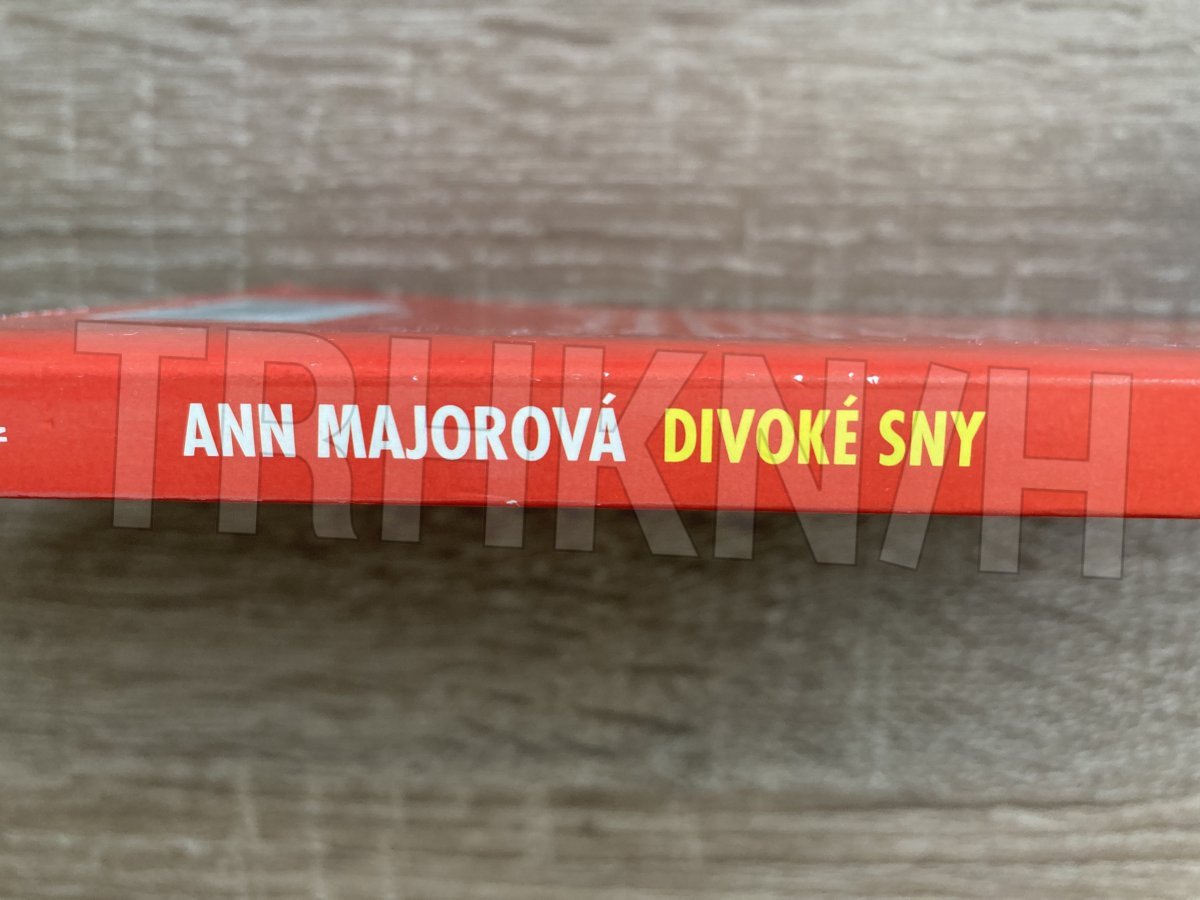 ANN MAJOROVÁ DIVOKÉ SNY
TRHKNIH